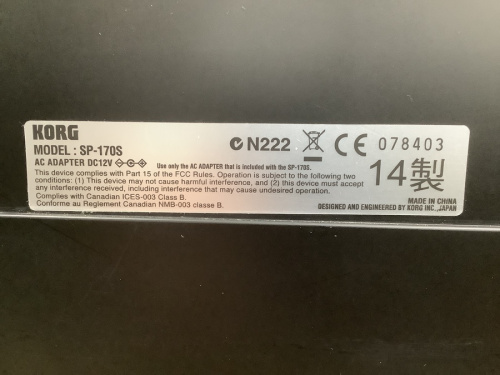 KORG
MODEL : SP-170S
AC ADAPTER DC12V
Use only the AC ADAPTER that is included with the SP-170S.
N222
CE 078403
This device complies with Part 15 of the FCC Rules. Operation is subject to the following two
conditions: (1) This device may not cause harmful interference, and (2) this device must accept
any interference received, including interference that may cause undesired operation.
Complies with Canadian ICES-003 Class B.
Conforme au Reglement Canadien NMB-003 classe B.
14製
MADE IN CHINA
DESIGNED AND ENGINEERED BY KORG INC.,JAPAN